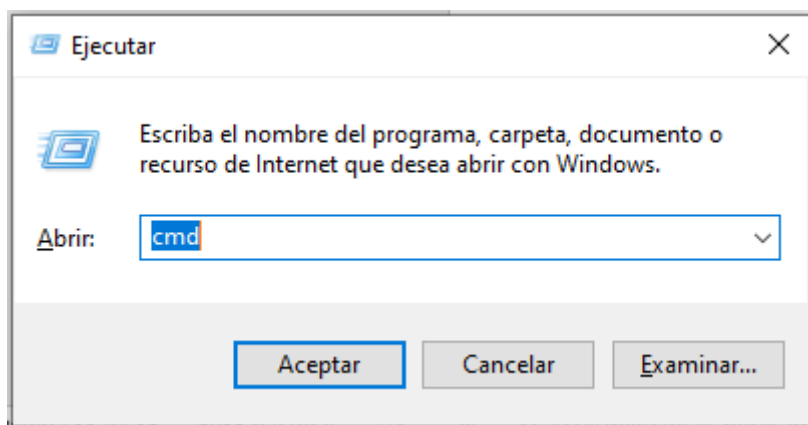 Ejecutar
Escriba el nombre del programa, carpeta, documento o
recurso de Internet que desea abrir con Windows.
Abrir: cmd
Aceptar Cancelar Examinar...